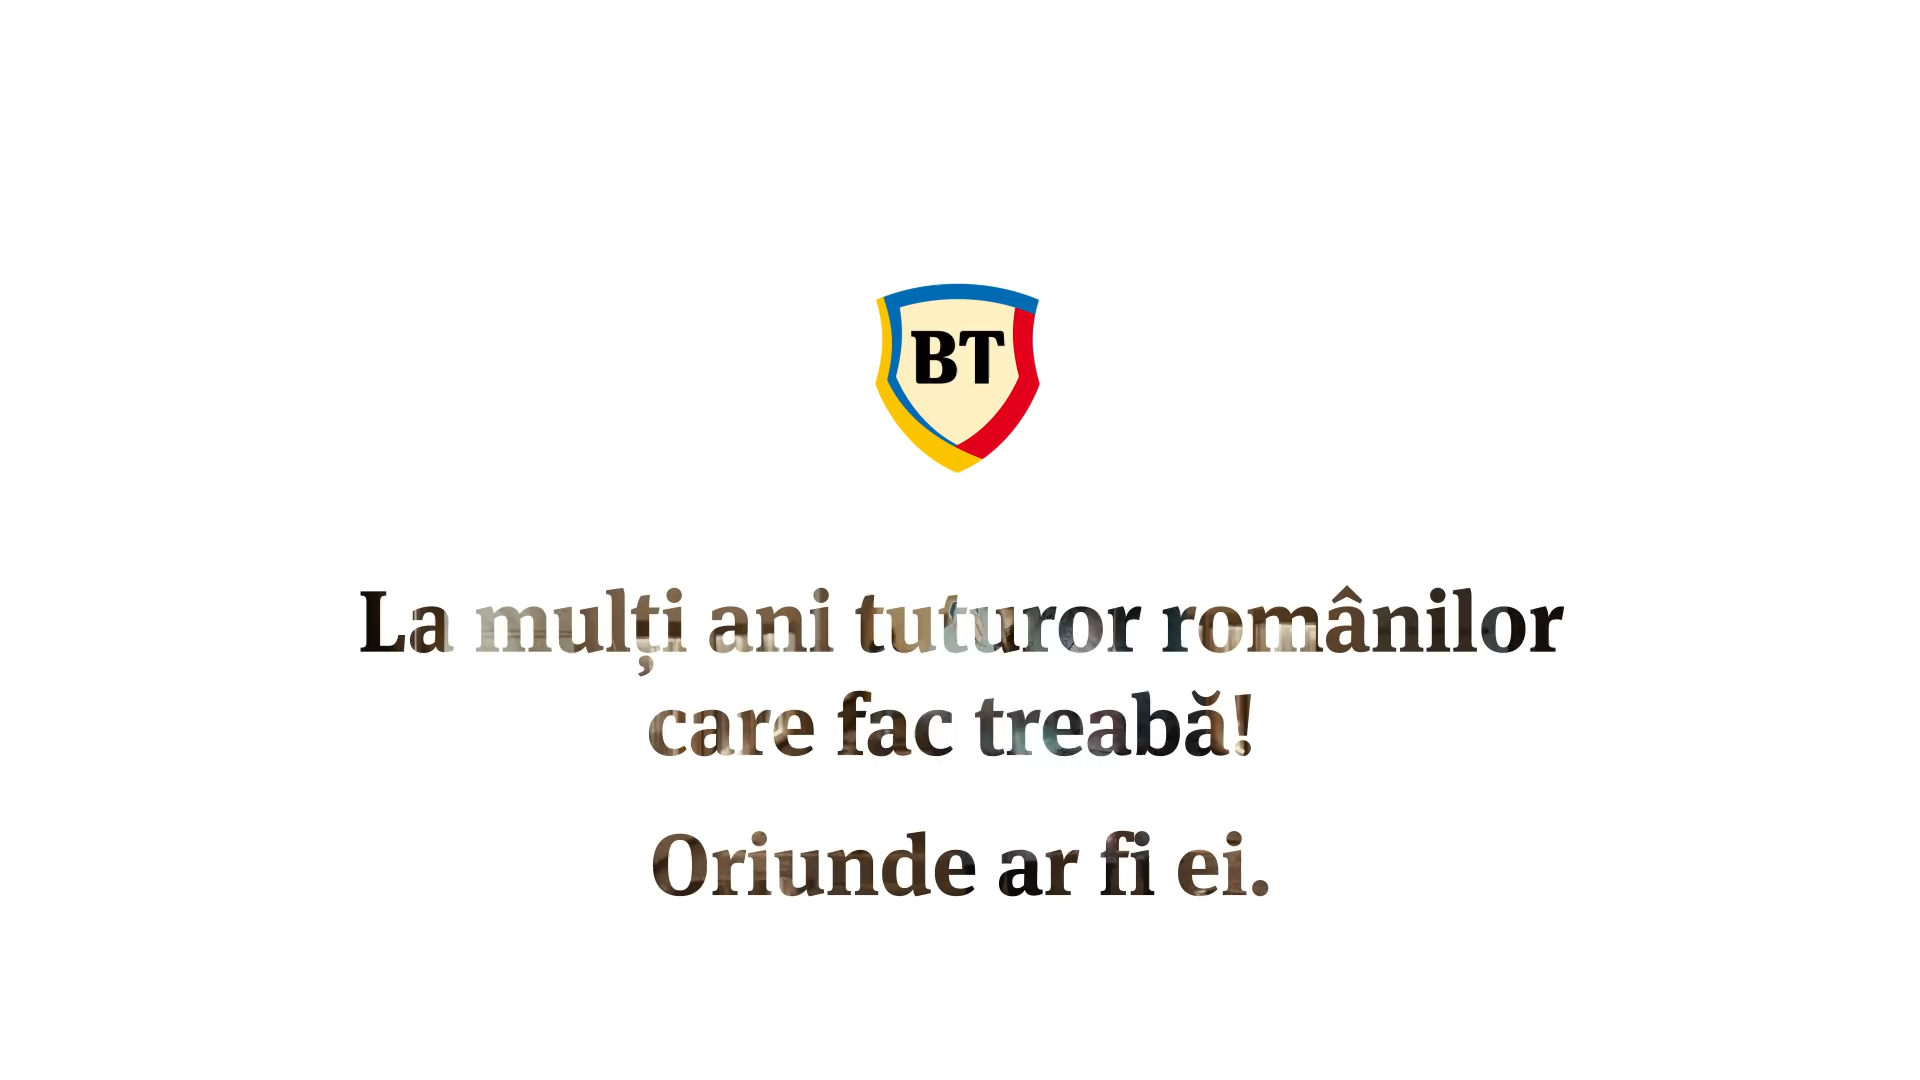 BT
La mulți ani tuturor românilor
care fac treabă!
Oriunde ar fi ei.